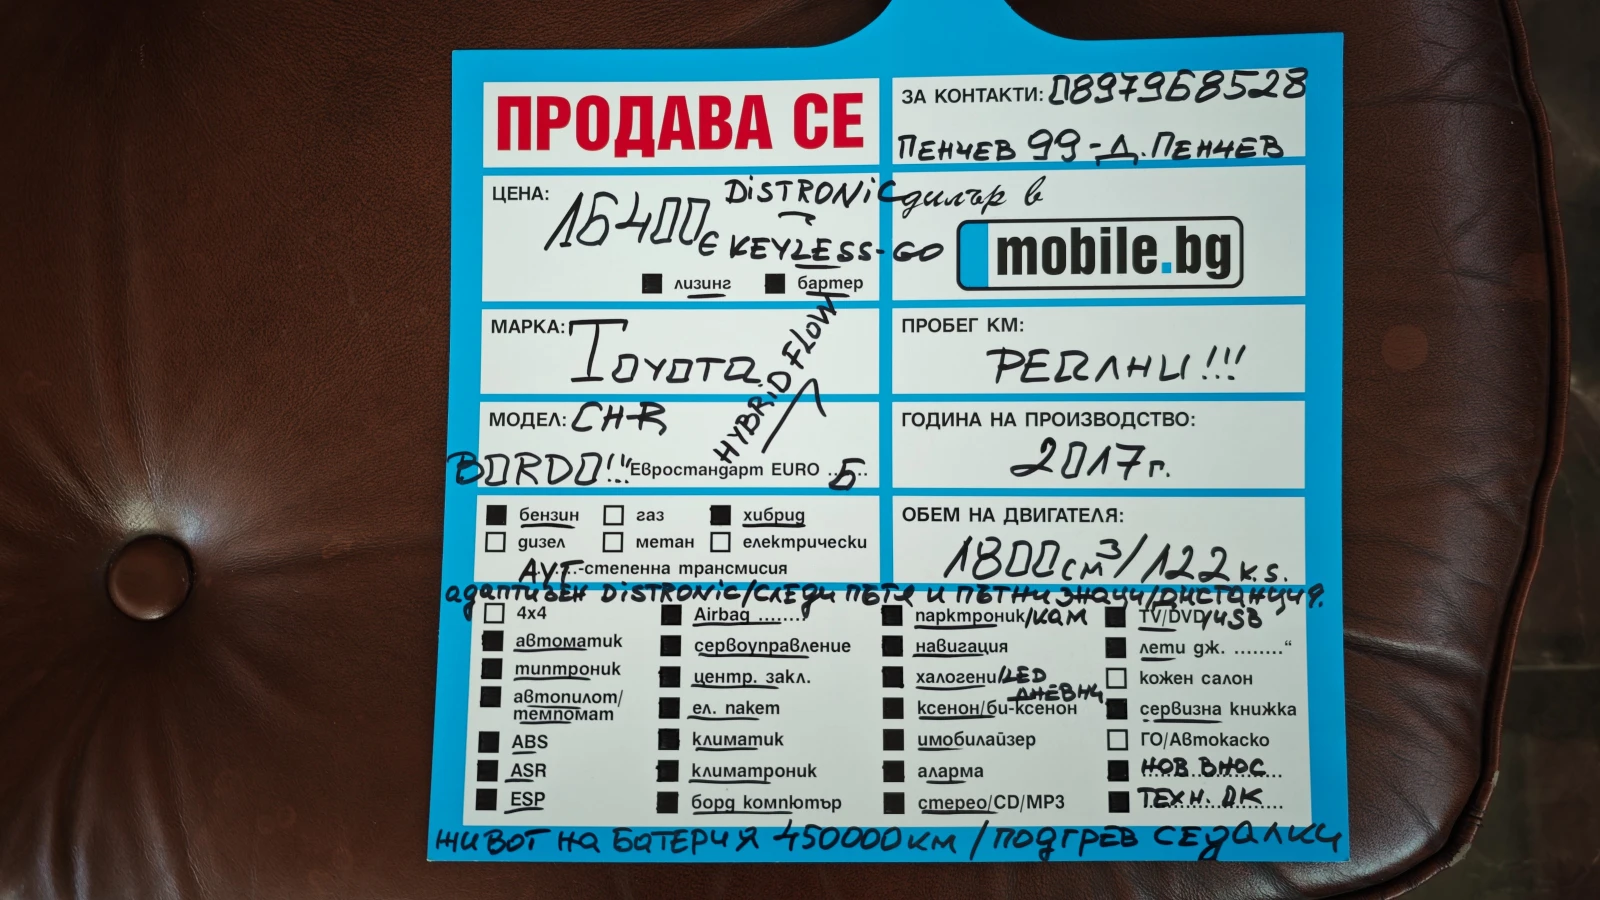 ПРОДАВА СЕ
ЗА КОНТАКТИ: 0897968528
ПЕНЧЕВ 99-Д.ПЕНЧЕВ
ЦЕНА: 16400 €
DISTRONIC
KEYLESS-GO
лизинг бартер
дилър в
mobile.bg
МАРКА: TOYOTA
HYBRID FLOW
ПРОБЕГ КМ:
РЕАЛНИ!!!
МОДЕЛ: CH-R
BORDO!!! Евростандарт EURO ..6..
ГОДИНА НА ПРОИЗВОДСТВО:
2017г.
бензин газ хибрид
дизел метан електрически
АУТ.-степенна трансмисия
ОБЕМ НА ДВИГАТЕЛЯ:
1800см³/122 к.s.
адаптивен DISTRONIC/СЛЕДИ ПЪТЯ И ПЪТНИ ЗНАЦИ/ДИСТАНЦИЯ.
4x4
автоматик
типтроник
автопилот/
темпомат
ABS
ASR
ESP
Airbag ........
сервоуправление
центр. закл.
ел. пакет
климатик
климатроник
борд компютър
парктроник/КАМ
навигация
халогени/LED
ДНЕВНИ
ксенон/би-ксенон
имобилайзер
аларма
стерео/CD/MP3
TV/DVD/USB
лети дж. ........"
кожен салон
сервизна книжка
ГО/Автокаско
НОВ ВНОС
ТЕХН. ИК
ЖИВОТ НА БАТЕРИЯ 450000км/ПОДГРЕВ СЕДАЛКИ